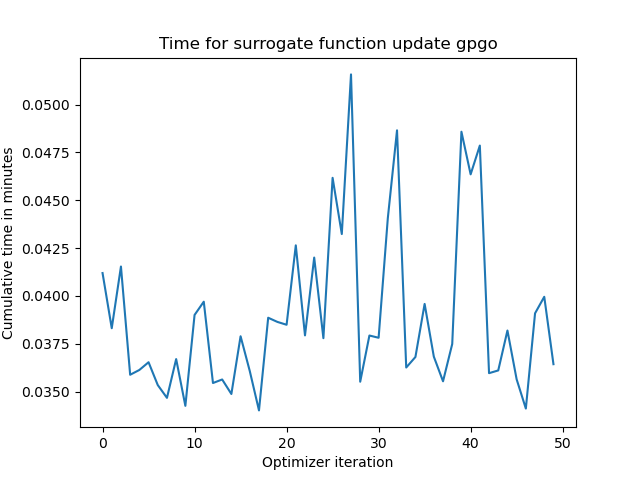 Time for surrogate function update gpgo
Cumulative time in minutes
0.0500
0.0475
0.0450
0.0425
0.0400
0.0375
0.0350
0 10 20 30 40 50
Optimizer iteration